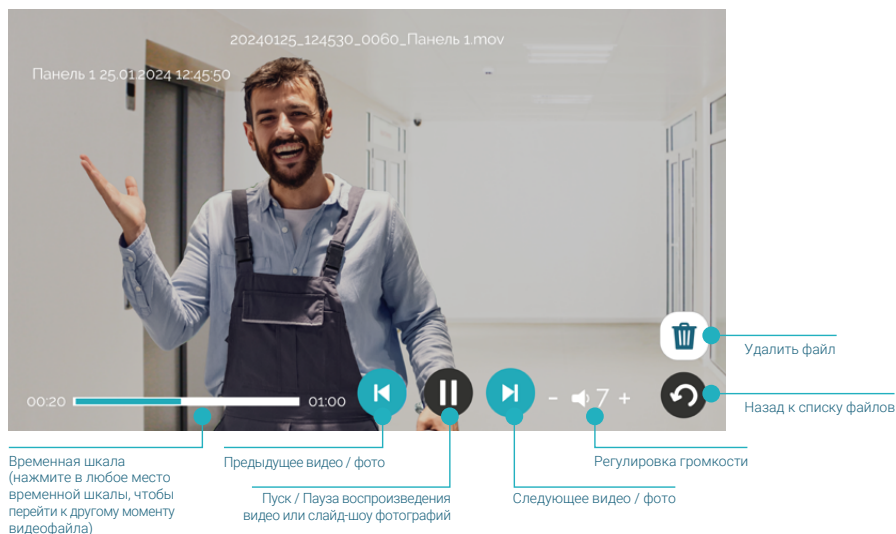 20240125_124530_0060_Панель 1.mov
Панель 1 25.01.2024 12:45:50
00:20
01:00
- 7 +
Удалить файл
Назад к списку файлов
Временная шкала
(нажмите в любое место
временной шкалы, чтобы
перейти к другому моменту
видеофайла)
Предыдущее видео / фото
Пуск / Пауза воспроизведения
видео или слайд-шоу фотографий
Следующее видео / фото
Регулировка громкости